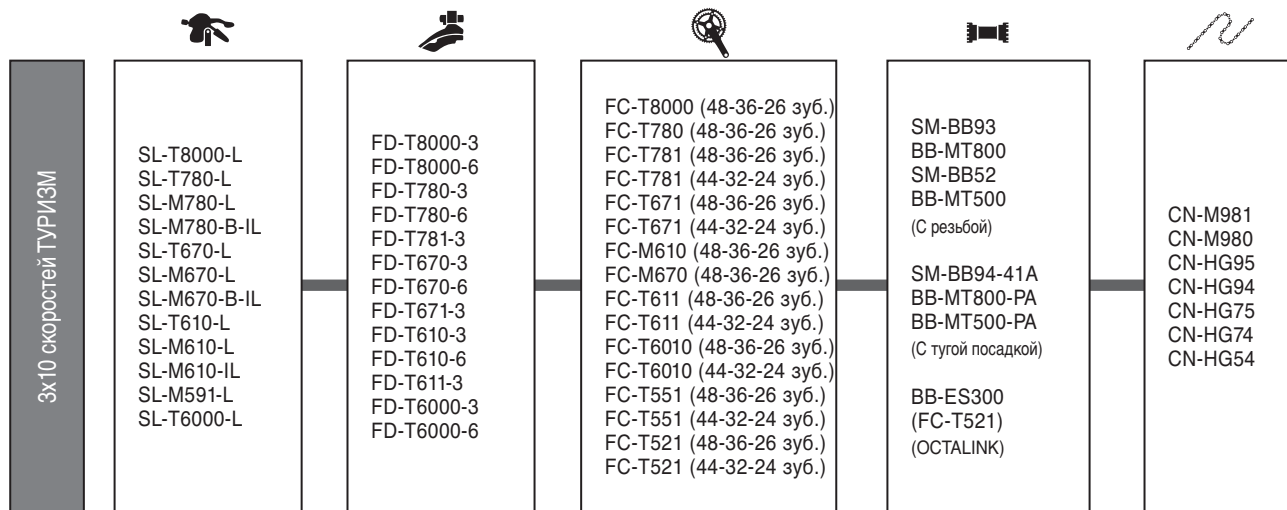 3x10 скоростей ТУРИЗМ
SL-T8000-L
SL-T780-L
SL-M780-L
SL-M780-B-IL
SL-T670-L
SL-M670-L
SL-M670-B-IL
SL-T610-L
SL-M610-L
SL-M610-IL
SL-M591-L
SL-T6000-L
FD-T8000-3
FD-T8000-6
FD-T780-3
FD-T780-6
FD-T781-3
FD-T670-3
FD-T670-6
FD-T671-3
FD-T610-3
FD-T610-6
FD-T611-3
FD-T6000-3
FD-T6000-6
FC-T8000 (48-36-26 зуб.)
FC-T780 (48-36-26 зуб.)
FC-T781 (48-36-26 зуб.)
FC-T781 (44-32-24 зуб.)
FC-T671 (48-36-26 зуб.)
FC-T671 (44-32-24 зуб.)
FC-M610 (48-36-26 зуб.)
FC-M670 (48-36-26 зуб.)
FC-T611 (48-36-26 зуб.)
FC-T611 (44-32-24 зуб.)
FC-T6010 (48-36-26 зуб.)
FC-T6010 (44-32-24 зуб.)
FC-T551 (48-36-26 зуб.)
FC-T551 (44-32-24 зуб.)
FC-T521 (48-36-26 зуб.)
FC-T521 (44-32-24 зуб.)
SM-BB93
BB-MT800
SM-BB52
BB-MT500
(С резьбой)
SM-BB94-41A
BB-MT800-PA
BB-MT500-PA
(С тугой посадкой)
BB-ES300
(FC-T521)
(OCTALINK)
CN-M981
CN-M980
CN-HG95
CN-HG94
CN-HG75
CN-HG74
CN-HG54